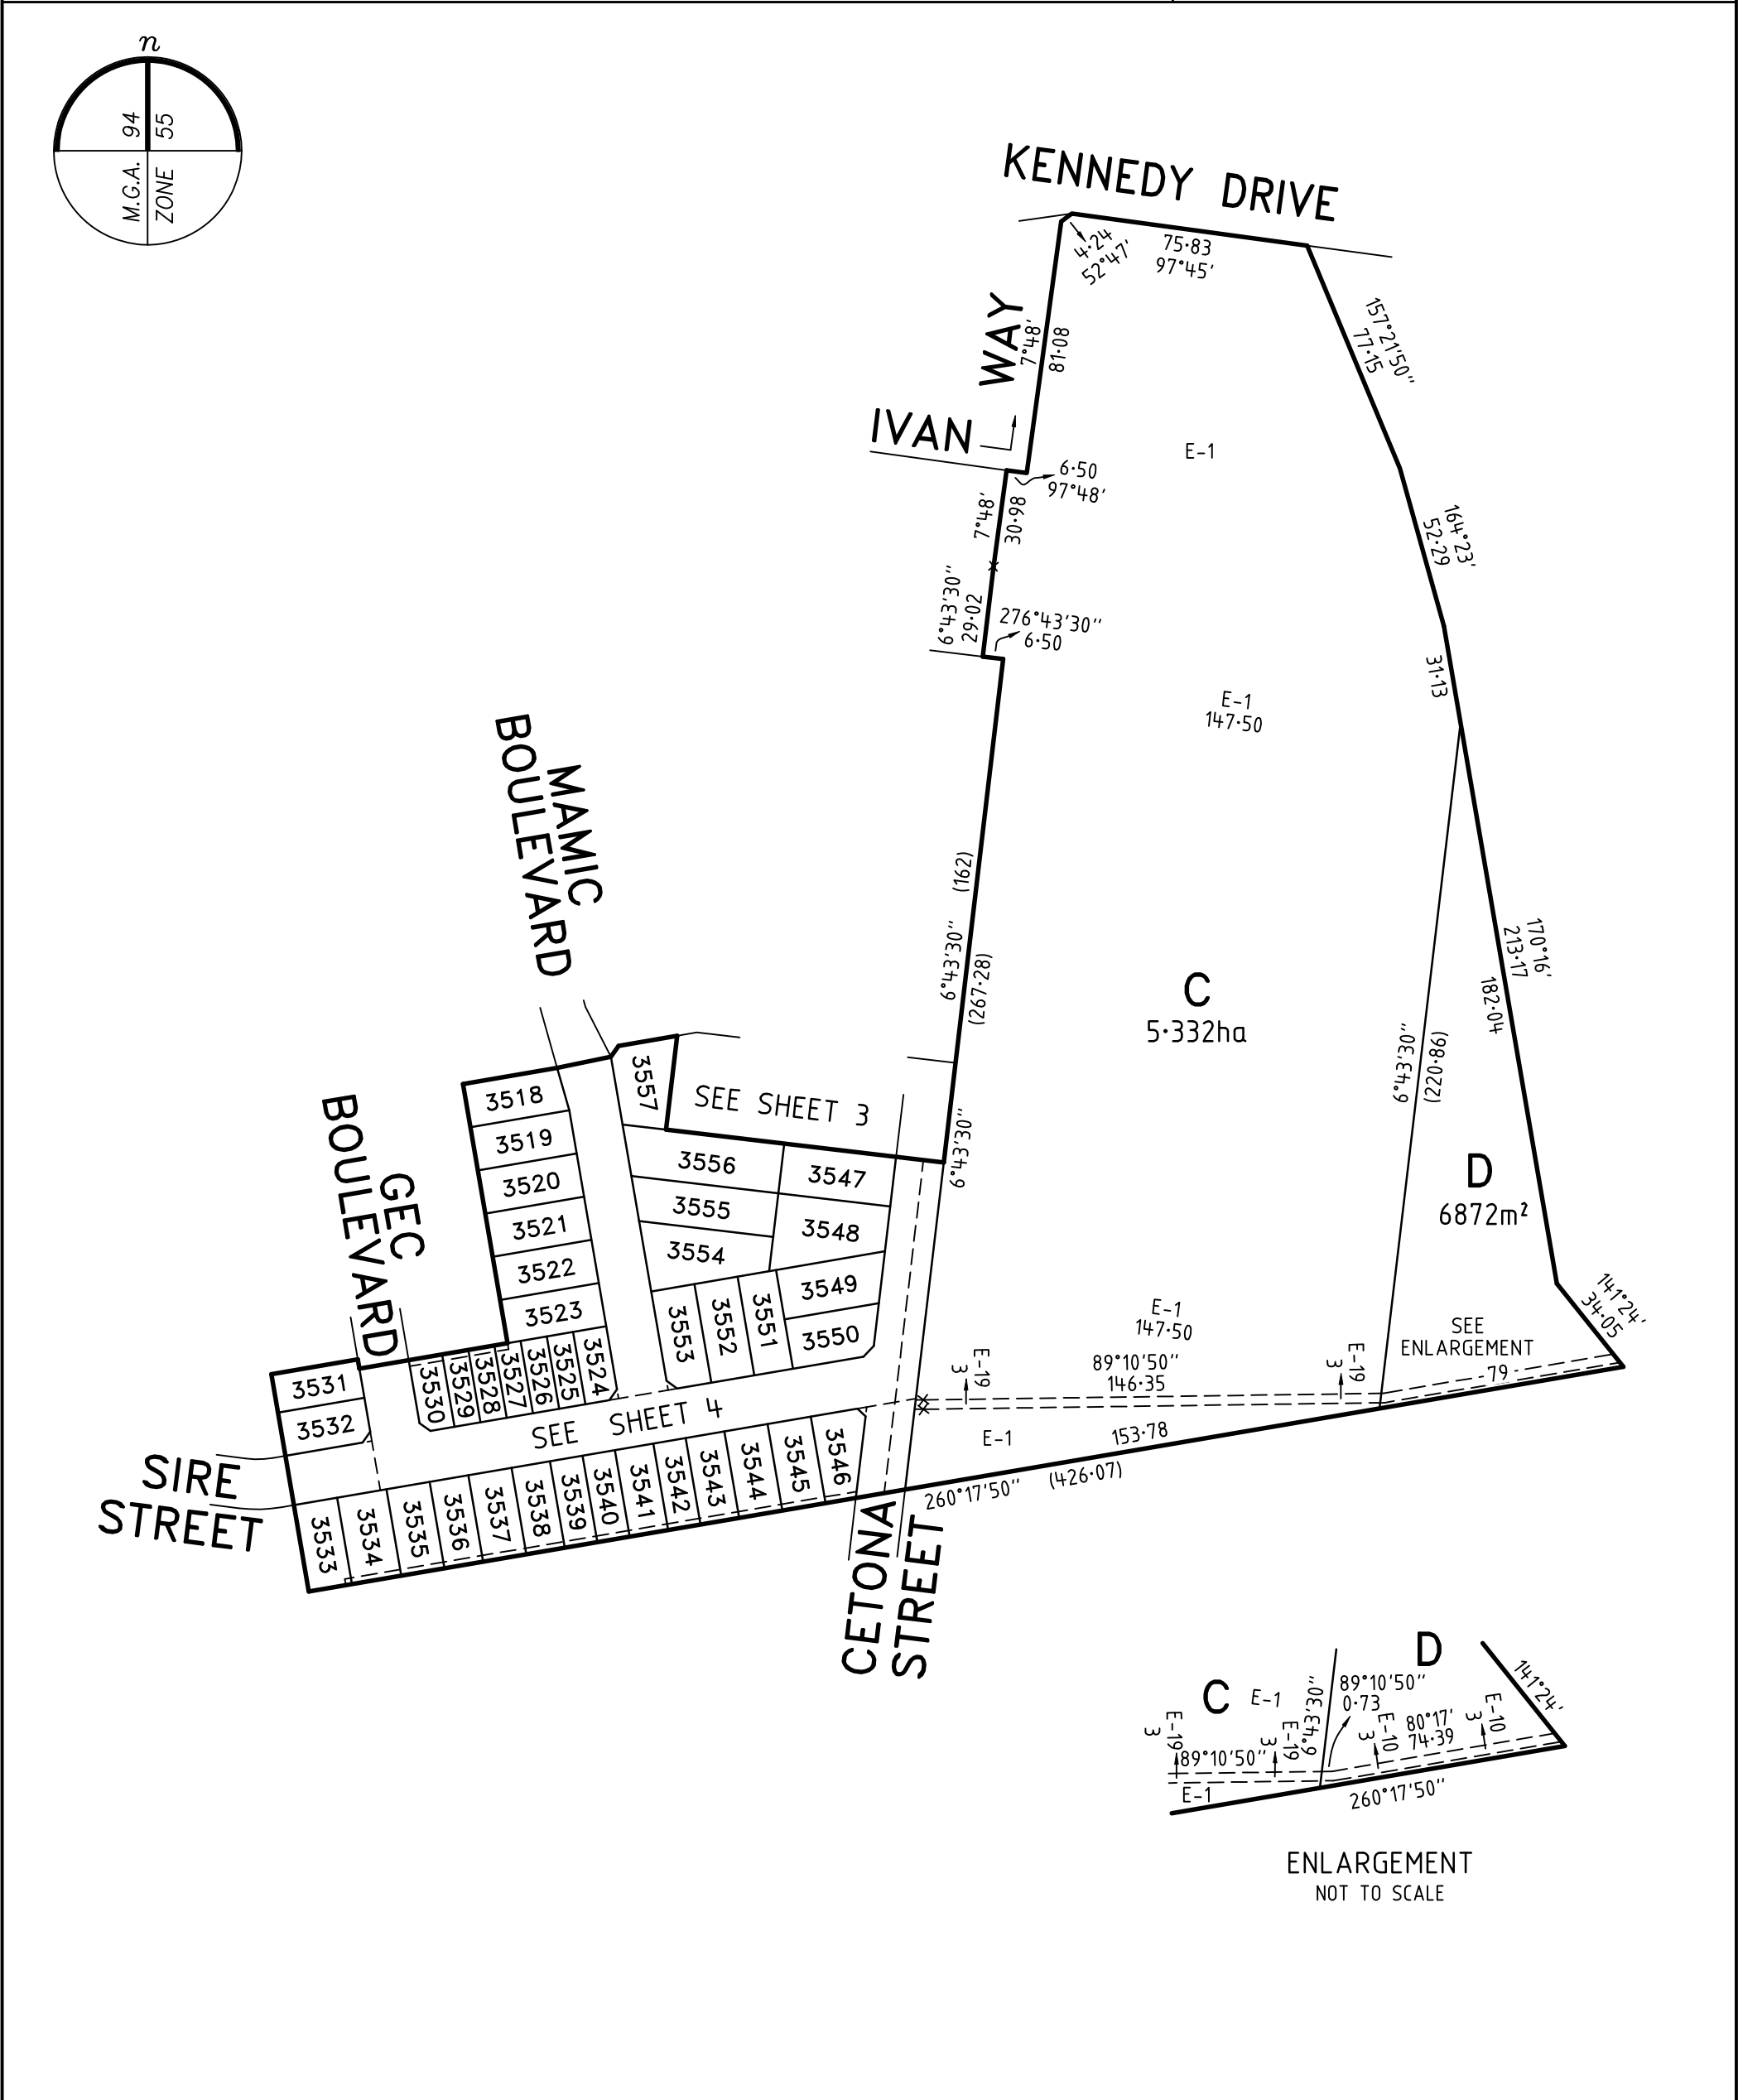 n
M.G.A. 94
ZONE 55
KENNEDY DRIVE
4·24
52°47'
75·83
97°45'
157°21'50"
77·15
WAY
7°48'
81·08
IVAN
E-1
6·50
97°48'
7°48'
30·98
164°23'
52·29
6°43'30"
29·02
276°43'30"
6·50
31·13
E-1
147·50
MAMIC
BOULEVARD
(162)
6°43'30"
(267·28)
170°16'
213·17
182·04
C
5·332ha
6°43'30"
(220·86)
GEC
BOULEVARD
3557
SEE SHEET 3
6°43'30"
D
6872m²
3518
3519
3520
3521
3522
3523
3556
3555
3554
3547
3548
3549
3550
3553
3552
3551
3531
3532
3530
3529
3528
3527
3526
3525
3524
SEE SHEET 4
E-1
147·50
89°10'50"
146·35
E-19
3
E-19
3
SEE
ENLARGEMENT
141°24'
34·05
79
E-1
153·78
260°17'50"
(426·07)
SIRE
STREET
3533
3534
3535
3536
3537
3538
3539
3540
3541
3542
3543
3544
3545
3546
CETONA
STREET
D
C
E-1
6°43'30"
89°10'50"
0·73
141°24'
E-19
3
89°10'50"
E-19
3
E-10
3
80°17'
74·39
E-10
3
E-1
260°17'50"
ENLARGEMENT
NOT TO SCALE